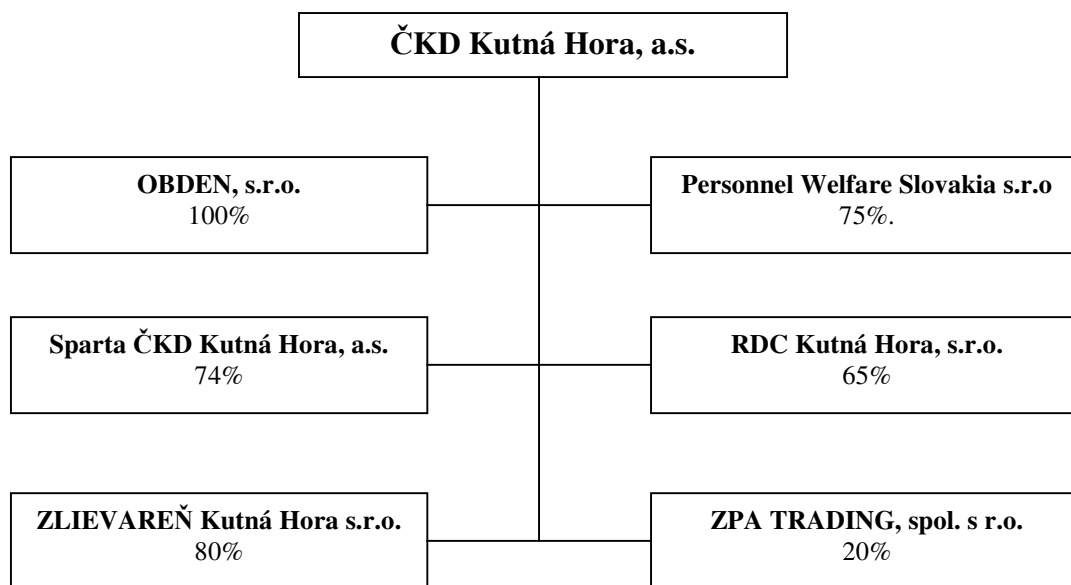 ČKD Kutná Hora, a.s.
OBDEN, s.r.o.
100%
Personnel Welfare Slovakia s.r.o
75%.
Sparta ČKD Kutná Hora, a.s.
74%
RDC Kutná Hora, s.r.o.
65%
ZLIEVAREŇ Kutná Hora s.r.o.
80%
ZPA TRADING, spol. s r.o.
20%